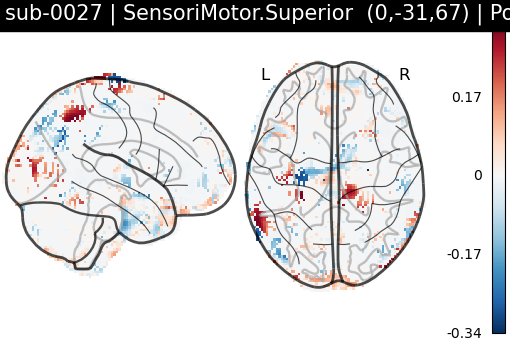 sub-0027 | SensoriMotor.Superior (0,-31,67) | Po
L
R
0.17
0
-0.17
-0.34